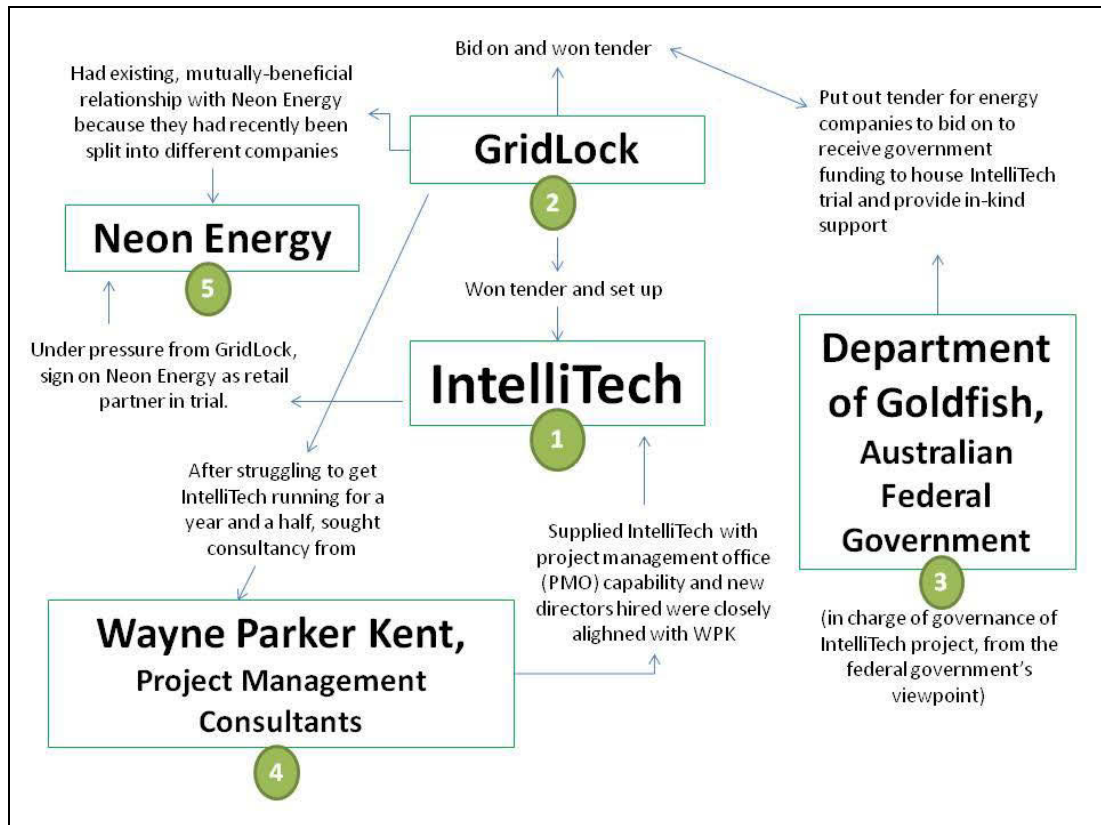 Bid on and won tender
Had existing, mutually-beneficial
relationship with Neon Energy
because they had recently been
split into different companies
Put out tender for energy
companies to bid on to
receive government
funding to house IntelliTech
trial and provide in-kind
support
GridLock
2
Neon Energy
5
Won tender and set up
Under pressure from GridLock,
sign on Neon Energy as retail
partner in trial.
IntelliTech
1
Department
of Goldfish,
Australian
Federal
Government
3
(in charge of governance of
IntelliTech project, from the
federal government's
viewpoint)
After struggling to get
IntelliTech running for a
year and a half, sought
consultancy from
Supplied IntelliTech with
project management office
(PMO) capability and new
directors hired were closely
alighned with WPK
Wayne Parker Kent,
Project Management
Consultants
4